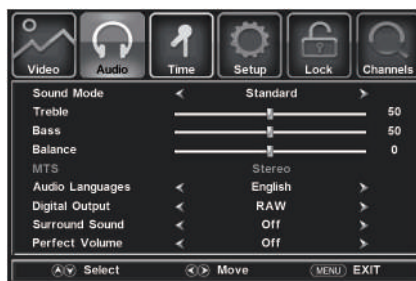 Video Audio Time Setup Lock Channels
Sound Mode Standard
Treble 50
Bass 50
Balance 0
MTS Stereo
Audio Languages English
Digital Output RAW
Surround Sound Off
Perfect Volume Off
Select Move MENU EXIT